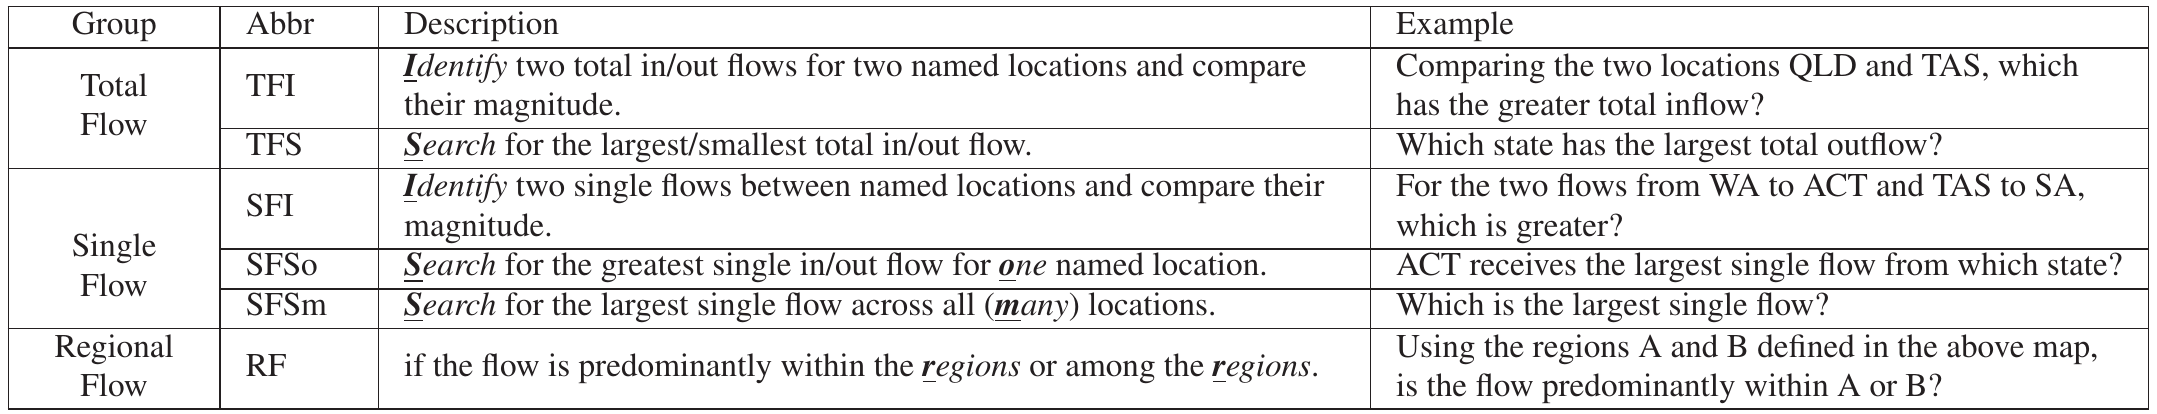 Group Abbr Description Example
Total Flow TFI Identify two total in/out flows for two named locations and compare their magnitude. Comparing the two locations QLD and TAS, which has the greater total inflow?
TFS Search for the largest/smallest total in/out flow. Which state has the largest total outflow?
Single Flow SFI Identify two single flows between named locations and compare their magnitude. For the two flows from WA to ACT and TAS to SA, which is greater?
SFSo Search for the greatest single in/out flow for one named location. ACT receives the largest single flow from which state?
SFSm Search for the largest single flow across all (many) locations. Which is the largest single flow?
Regional Flow RF if the flow is predominantly within the regions or among the regions. Using the regions A and B defined in the above map, is the flow predominantly within A or B?